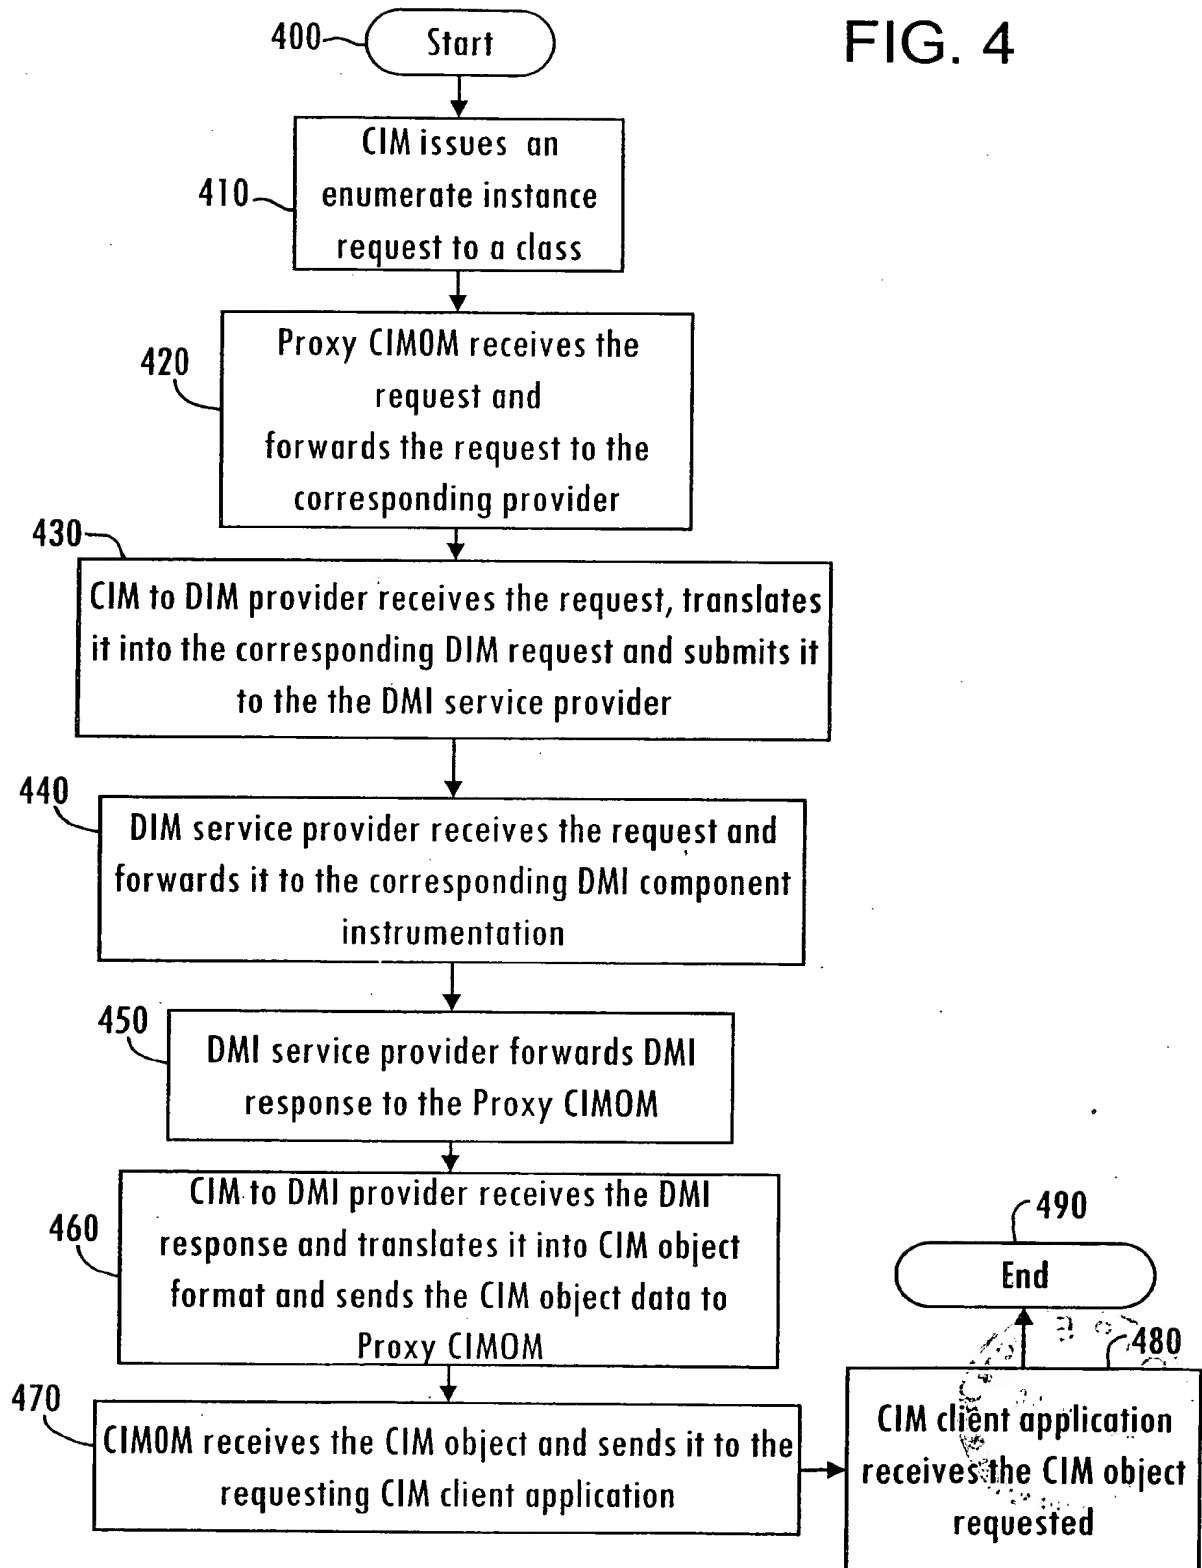 FIG. 4
400
Start
410
CIM issues an
enumerate instance
request to a class
420
Proxy CIMOM receives the
request and
forwards the request to the
corresponding provider
430
CIM to DIM provider receives the request, translates
it into the corresponding DIM request and submits it
to the the DMI service provider
440
DIM service provider receives the request and
forwards it to the corresponding DMI component
instrumentation
450
DMI service provider forwards DMI
response to the Proxy CIMOM
460
CIM to DMI provider receives the DMI
response and translates it into CIM object
format and sends the CIM object data to
Proxy CIMOM
470
CIMOM receives the CIM object and sends it to the
requesting CIM client application
480
CIM client application
receives the CIM object
requested
490
End